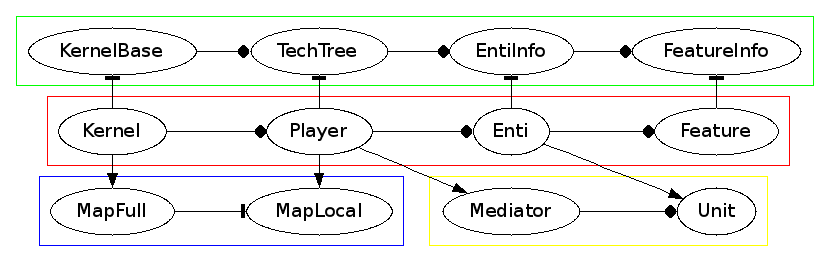 KernelBase TechTree EntiInfo FeatureInfo
Kernel Player Enti Feature
MapFull MapLocal Mediator Unit